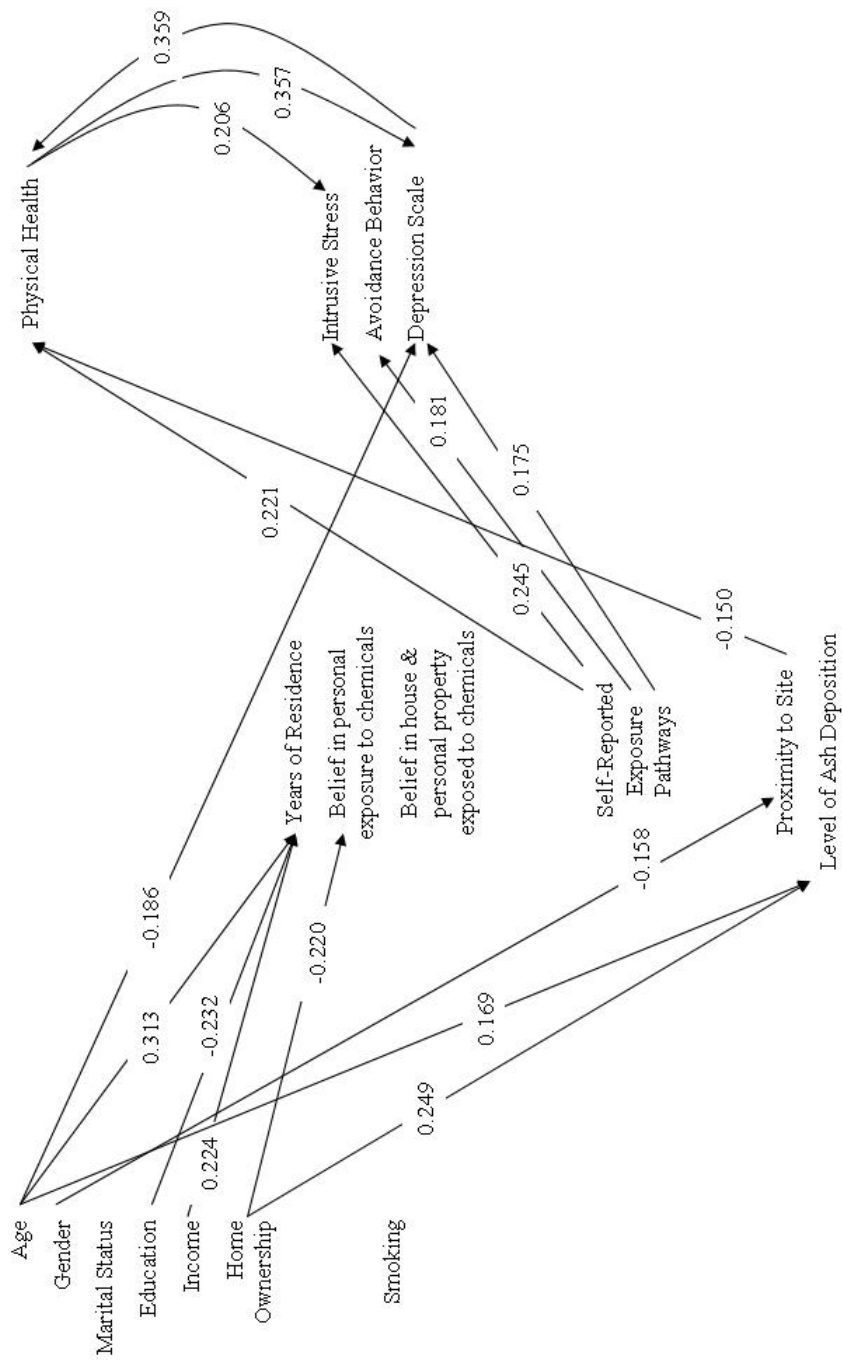 Age
Gender
Marital Status
Education
Income
Home
Ownership
Smoking
-0.186
0.313
-0.232
0.224
-0.220
0.249
0.169
-0.158
Years of Residence
Belief in personal
exposure to chemicals
Belief in house &
personal property
exposed to chemicals
Self-Reported
Exposure
Pathways
Proximity to Site
Level of Ash Deposition
0.221
0.245
0.181
0.175
-0.150
Physical Health
Intrusive Stress
Avoidance Behavior
Depression Scale
0.206
0.357
0.359